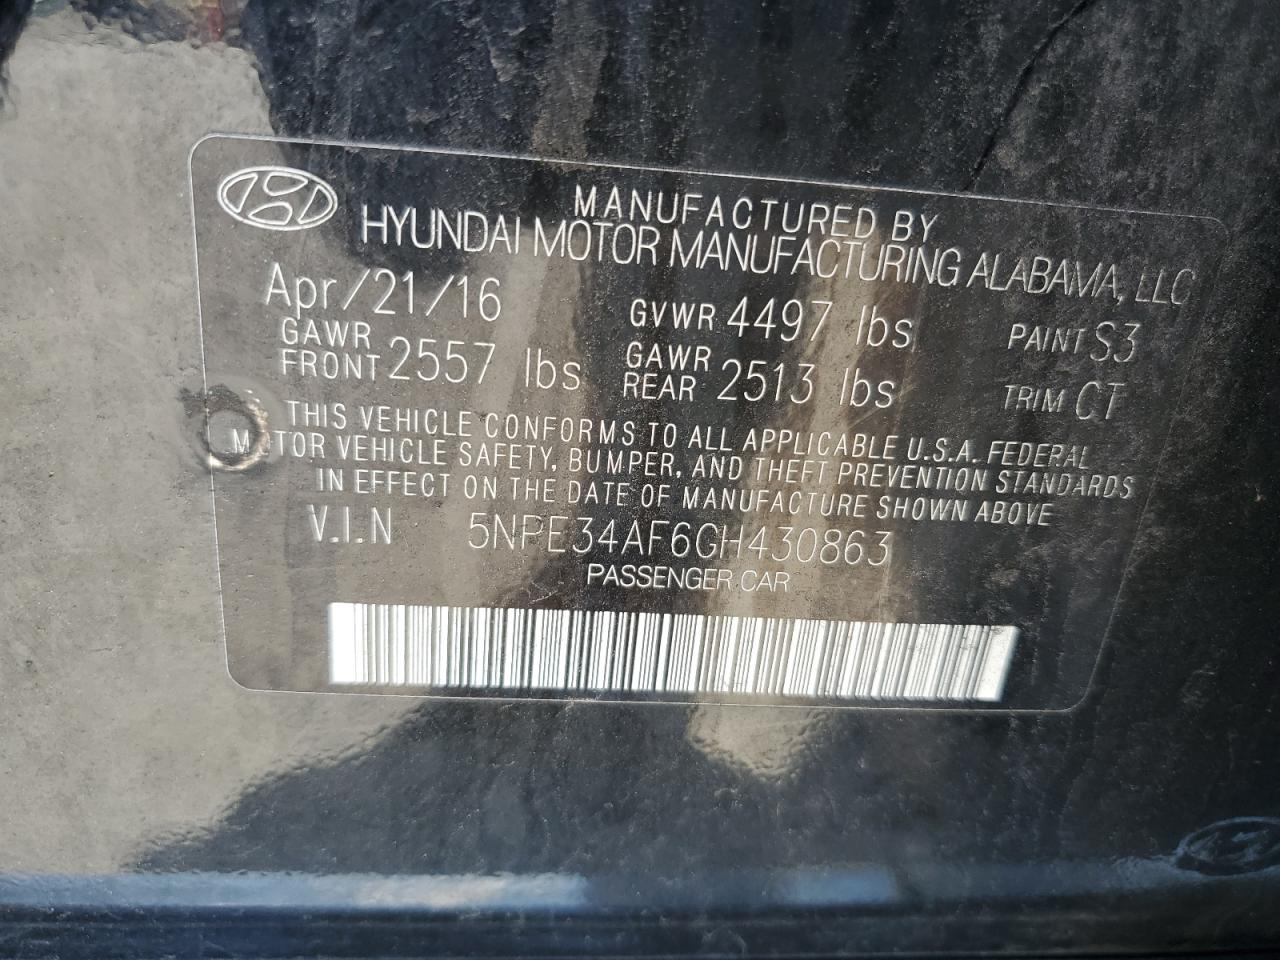 MANUFACTURED BY
HYUNDAI MOTOR MANUFACTURING ALABAMA, LLC
Apr/21/16 GVWR 4497 lbs PAINT S3
GAWR FRONT 2557 lbs GAWR REAR 2513 lbs TRIM CT
THIS VEHICLE CONFORMS TO ALL APPLICABLE U.S.A. FEDERAL
MOTOR VEHICLE SAFETY, BUMPER, AND THEFT PREVENTION STANDARDS
IN EFFECT ON THE DATE OF MANUFACTURE SHOWN ABOVE
V.I.N 5NPE34AF6GH430863
PASSENGER CAR